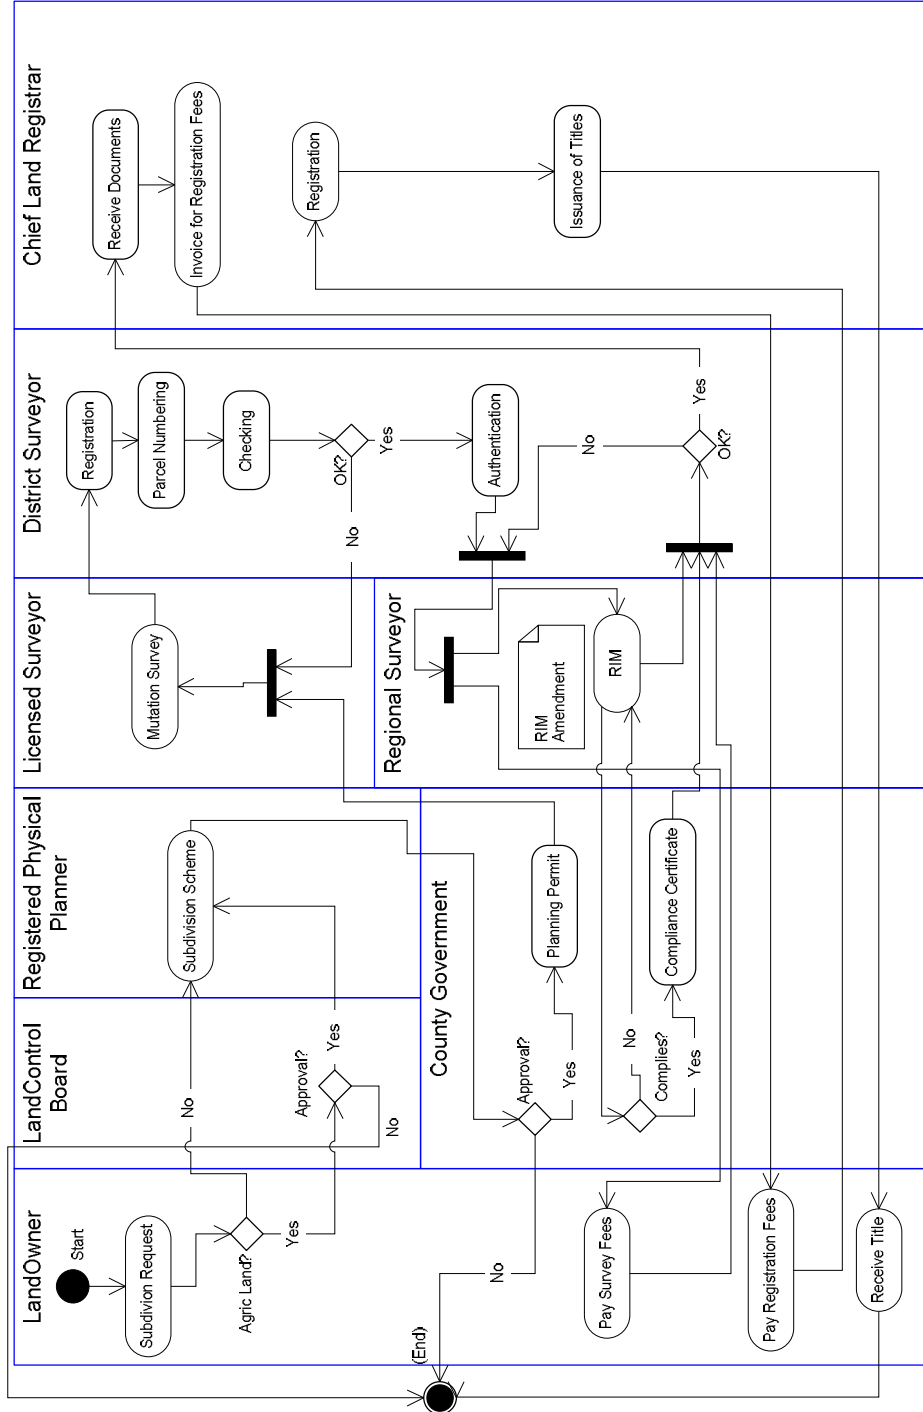 LandOwner
Start
Subdivion Request
Agric Land?
Yes
No
(End)
No
Pay Survey Fees
Pay Registration Fees
Receive Title
LandControl
Board
Approval?
Yes
No
Registered Physical
Planner
Subdivision Scheme
County Government
Approval?
Yes
Planning Permit
Complies?
No
Yes
Compliance Certificate
Licensed Surveyor
Mutation Survey
Regional Surveyor
RIM
Amendment
RIM
District Surveyor
Registration
Parcel Numbering
Checking
OK?
No
Yes
Authentication
No
OK?
Yes
Chief Land Registrar
Receive Documents
Invoice for Registration Fees
Registration
Issuance of Titles